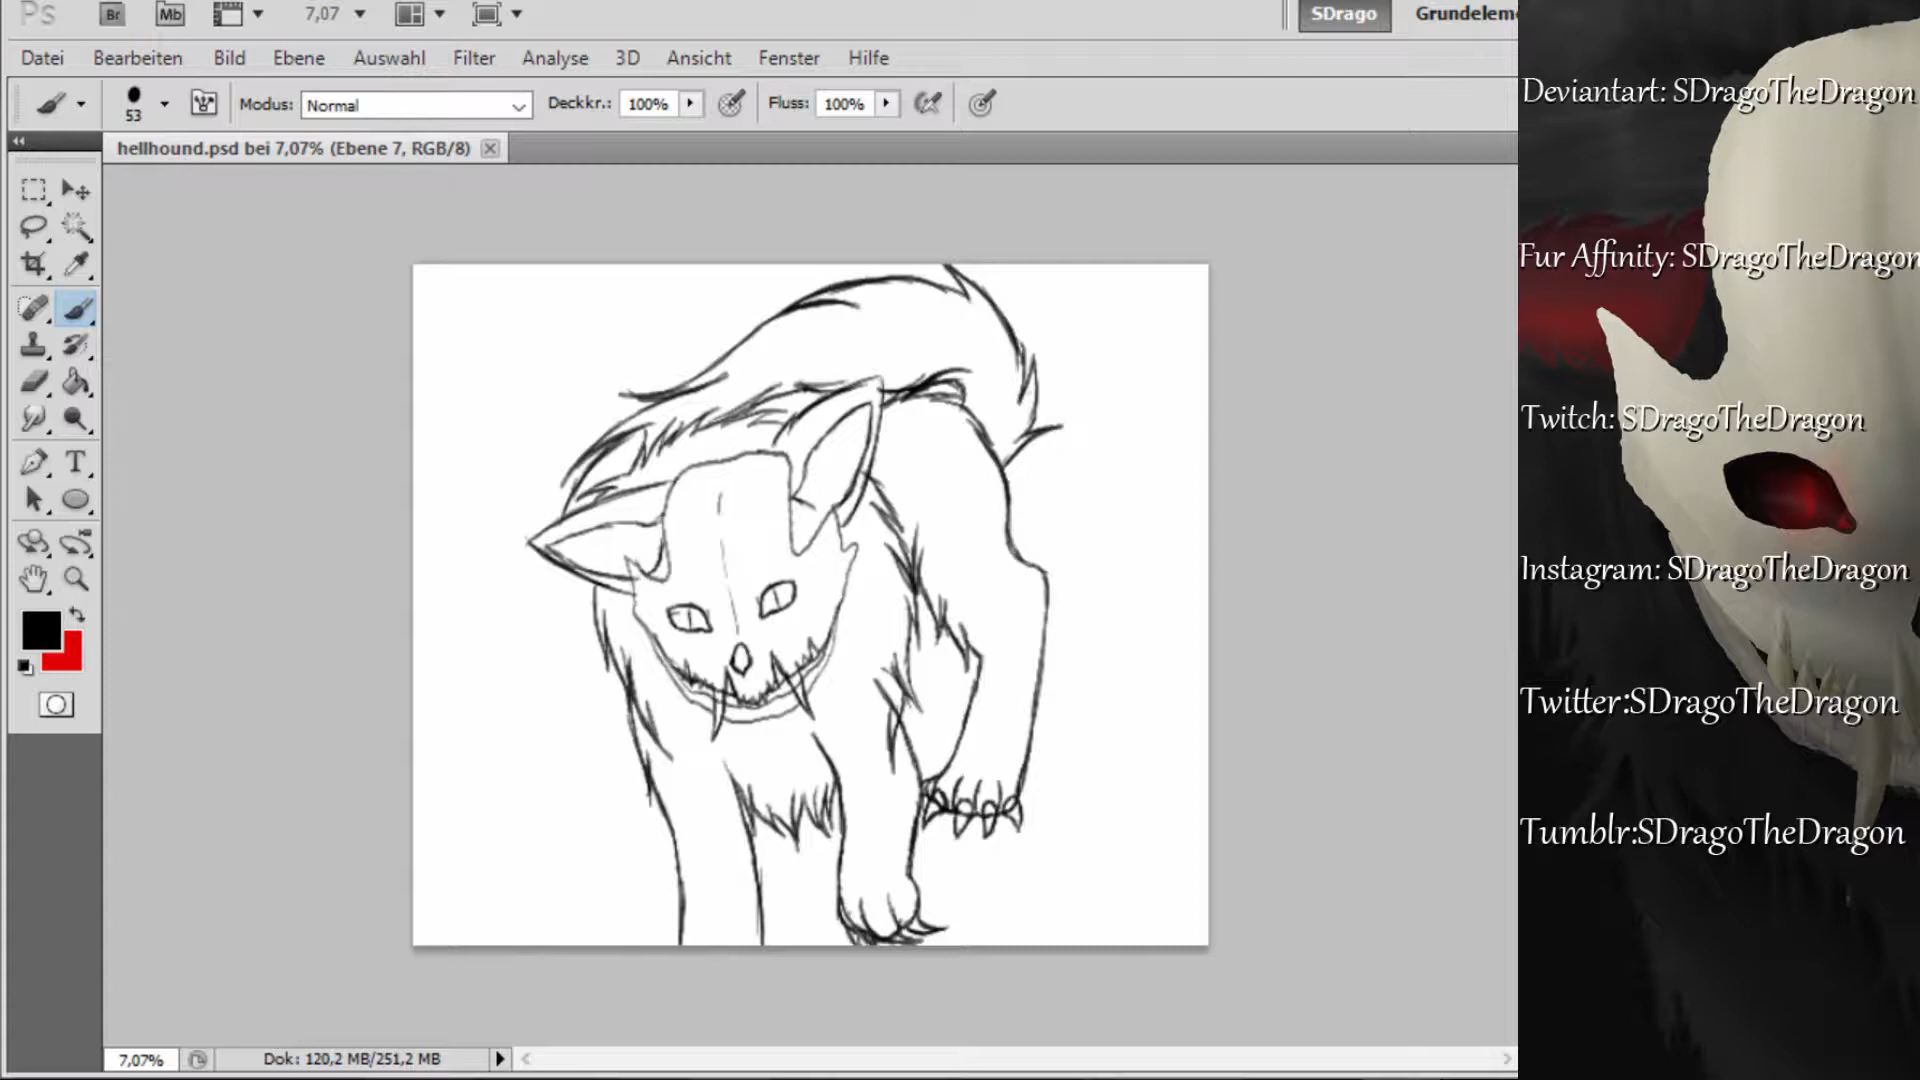 Ps Br Mb 7,07 SDrago Grundeleme
Datei Bearbeiten Bild Ebene Auswahl Filter Analyse 3D Ansicht Fenster Hilfe
53 Modus: Normal Deckkr.: 100% Fluss: 100%
hellhound.psd bei 7,07% (Ebene 7, RGB/8)
T
7,07% Dok: 120,2 MB/251,2 MB
Deviantart: SDragoTheDragon
Fur Affinity: SDragoTheDragon
Twitch: SDragoTheDragon
Instagram: SDragoTheDragon
Twitter:SDragoTheDragon
Tumblr:SDragoTheDragon